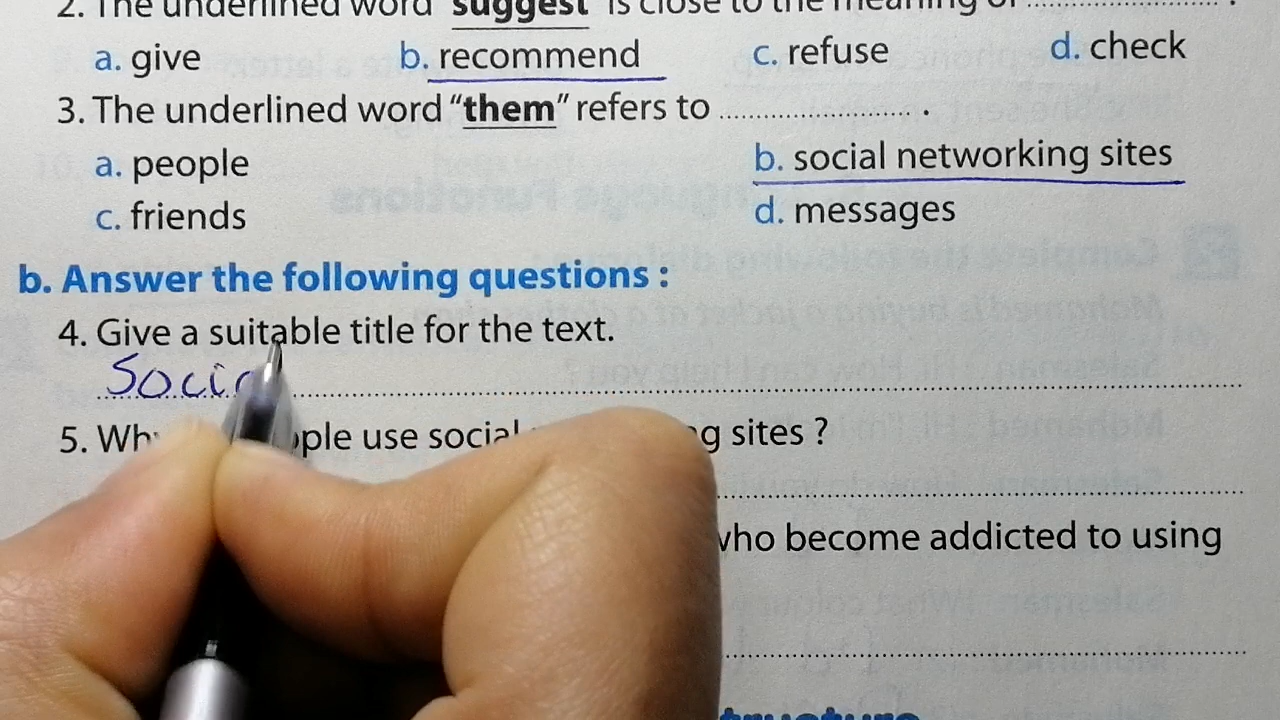 2. The underlined word "suggest" is close to the meaning of .................... .
a. give b. recommend c. refuse d. check
3. The underlined word "them" refers to .................... .
a. people b. social networking sites
c. friends d. messages
b. Answer the following questions :
4. Give a suitable title for the text.
Soci
5. use social sites ?
who become addicted to using